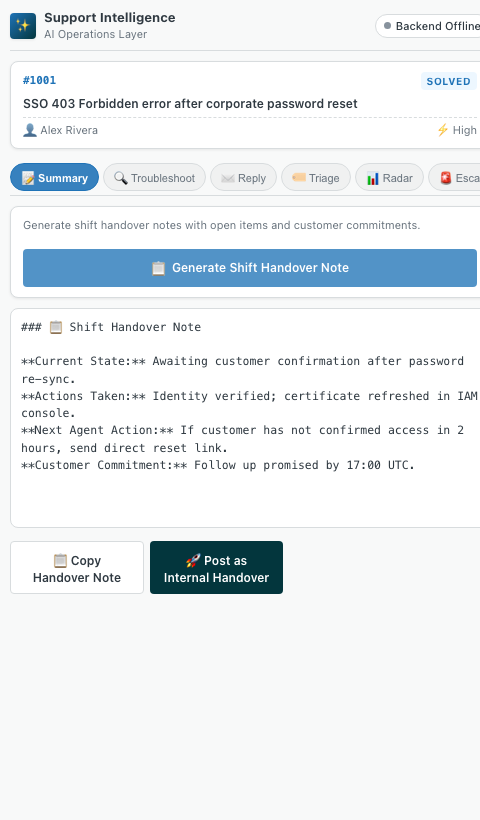 Support Intelligence
AI Operations Layer
Backend Offline
#1001
SOLVED
SSO 403 Forbidden error after corporate password reset
Alex Rivera
High
Summary
Troubleshoot
Reply
Triage
Radar
Esca
Generate shift handover notes with open items and customer commitments.
Generate Shift Handover Note
### 📋 Shift Handover Note
**Current State:** Awaiting customer confirmation after password
re-sync.
**Actions Taken:** Identity verified; certificate refreshed in IAM
console.
**Next Agent Action:** If customer has not confirmed access in 2
hours, send direct reset link.
**Customer Commitment:** Follow up promised by 17:00 UTC.
Copy
Handover Note
Post as
Internal Handover